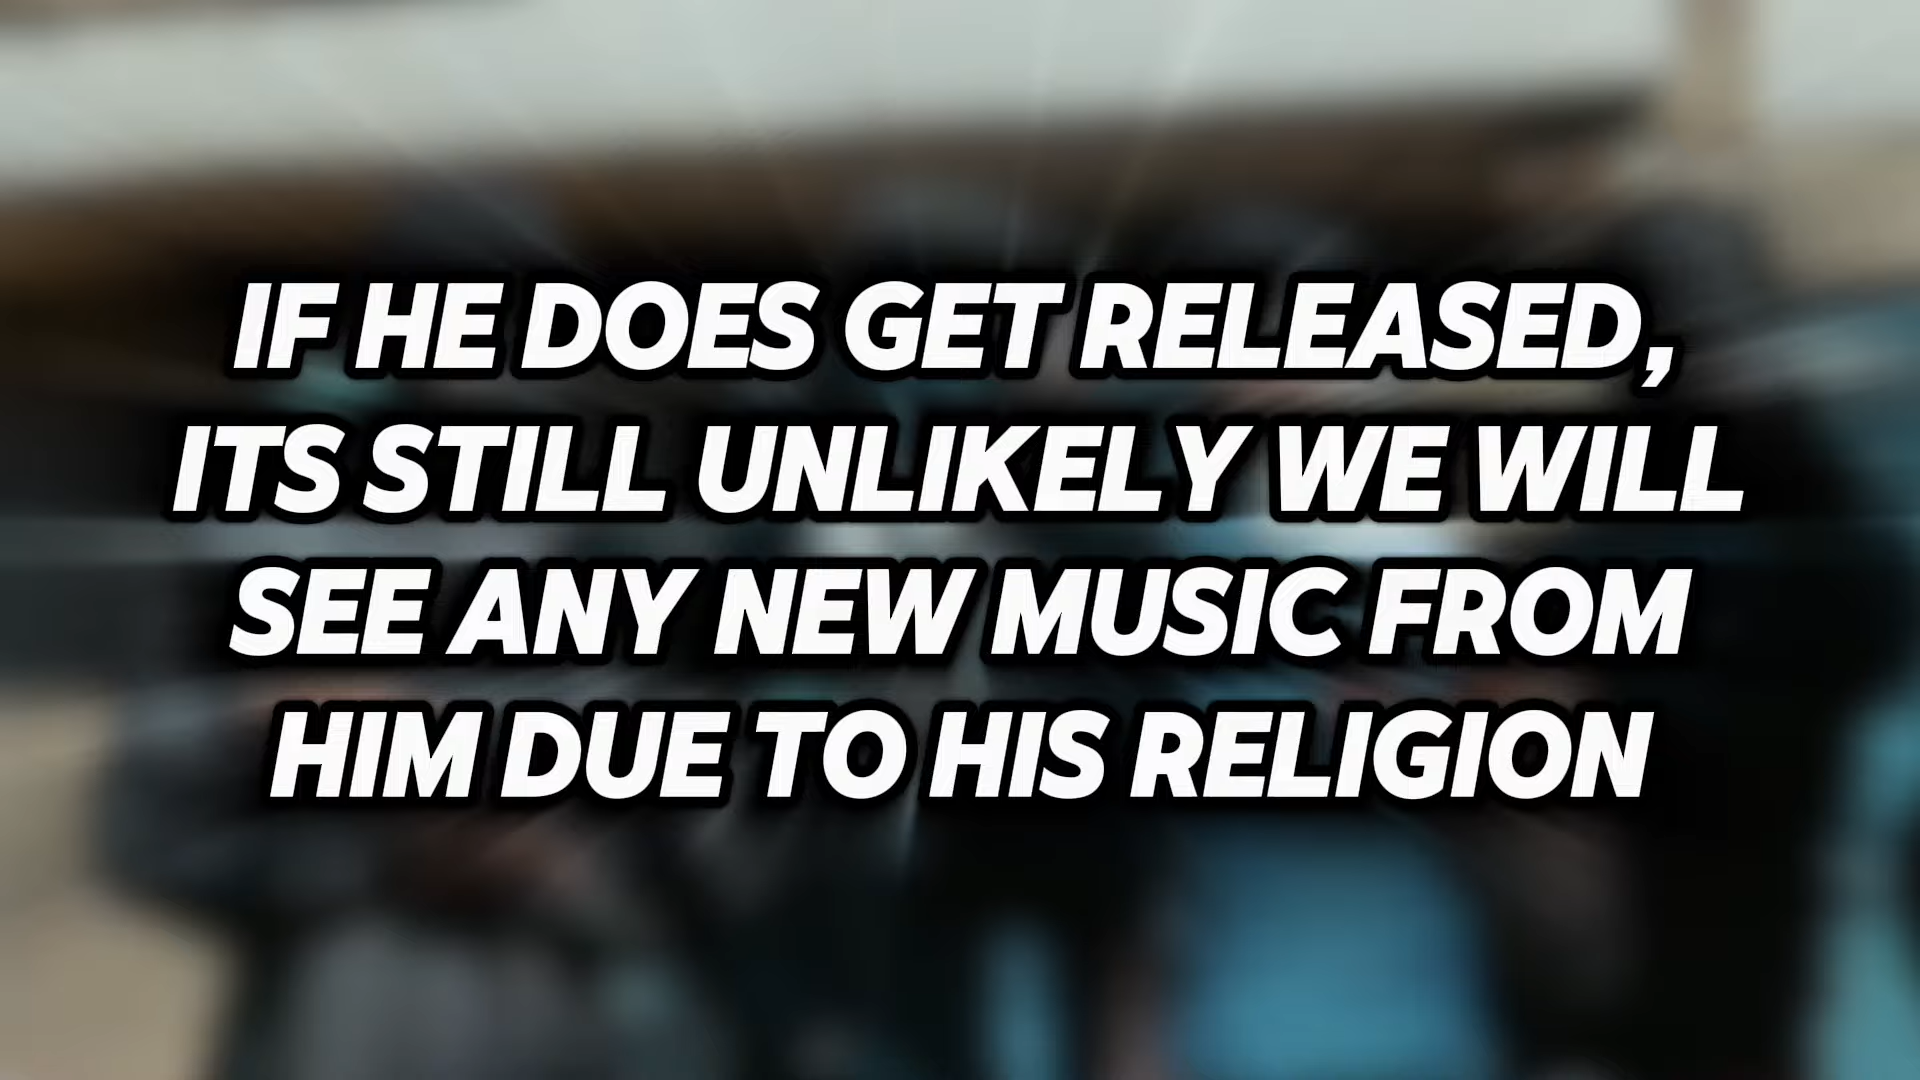 IF HE DOES GET RELEASED,
ITS STILL UNLIKELY WE WILL
SEE ANY NEW MUSIC FROM
HIM DUE TO HIS RELIGION